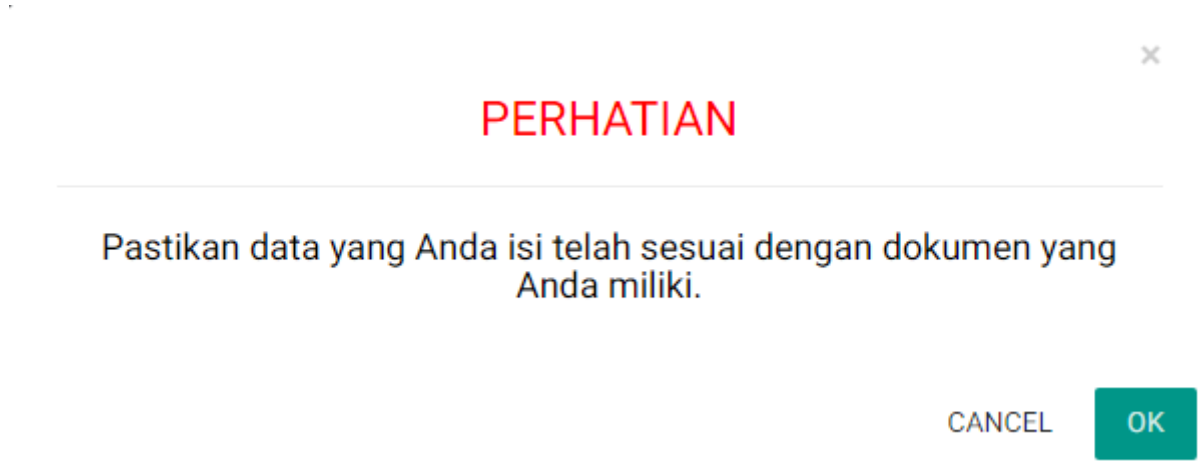 ×
PERHATIAN
Pastikan data yang Anda isi telah sesuai dengan dokumen yang
Anda miliki.
CANCEL OK